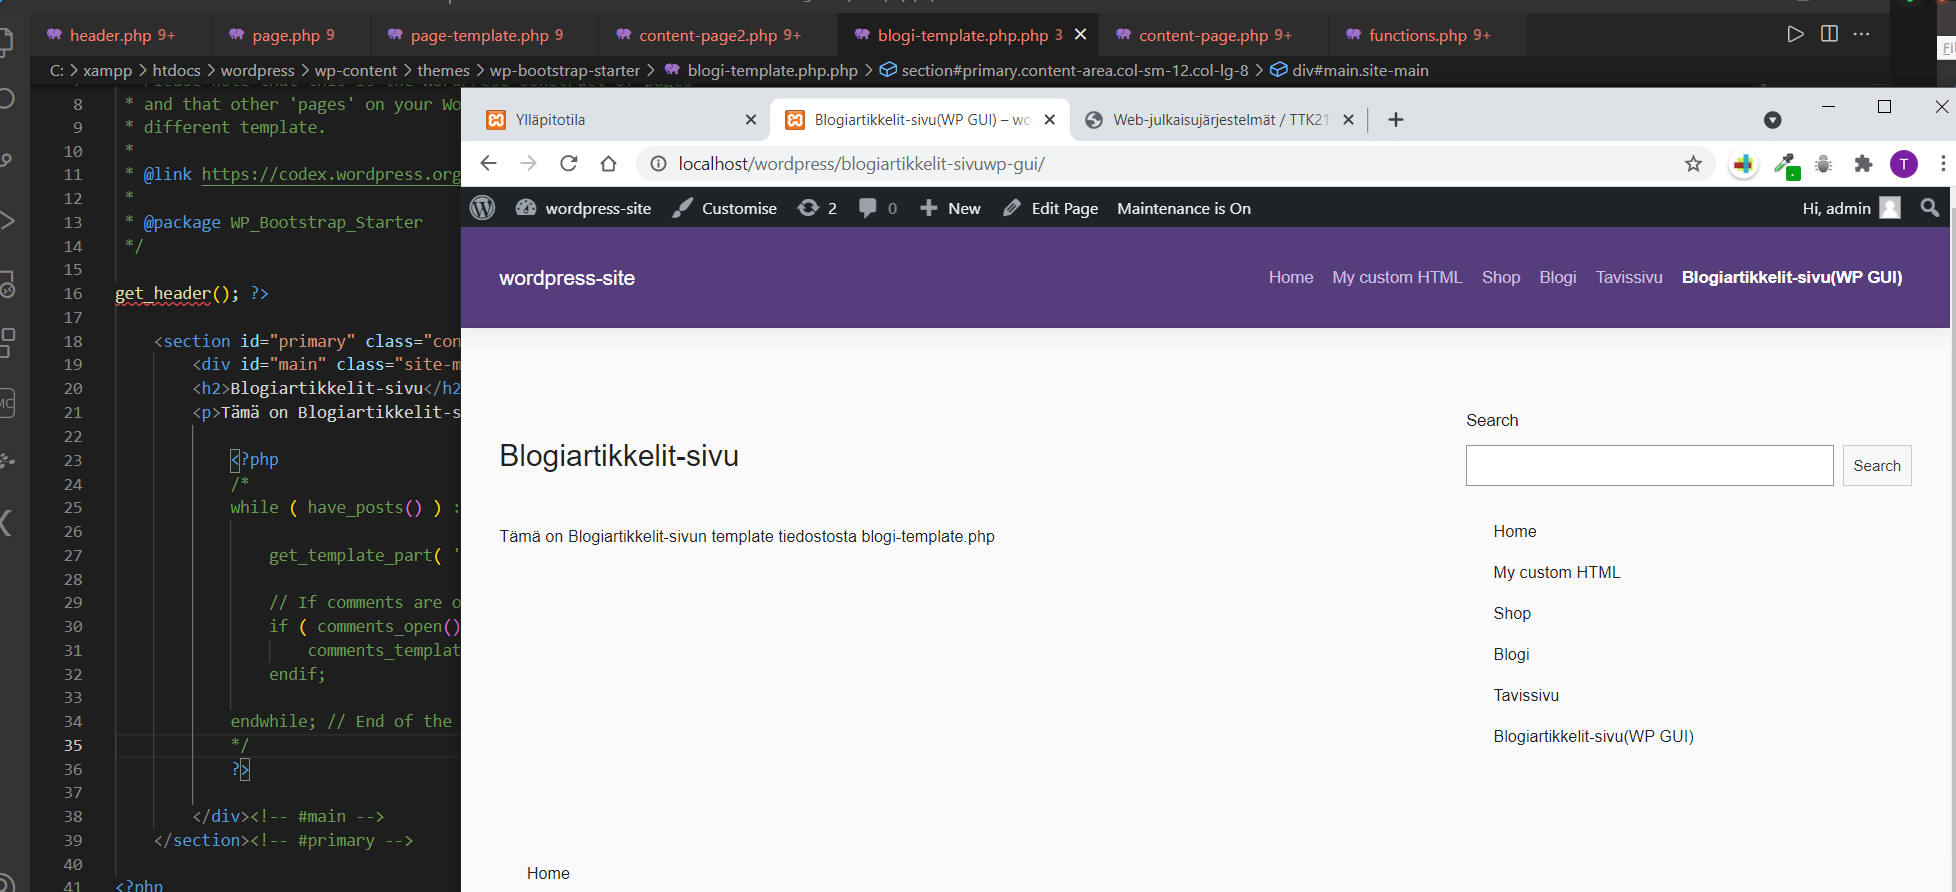 header.php 9+ page.php 9 page-template.php 9 content-page2.php 9+ blogi-template.php.php 3 content-page.php 9+ functions.php 9+
C: > xampp > htdocs > wordpress > wp-content > themes > wp-bootstrap-starter > blogi-template.php.php > section#primary.content-area.col-sm-12.col-lg-8 > div#main.site-main
8 * and that other 'pages' on your Wo
9 * different template.
10 *
11 * @link https://codex.wordpress.org
12 *
13 * @package WP_Bootstrap_Starter
14 */
15
16 get_header(); ?>
17
18 <section id="primary" class="con
19 <div id="main" class="site-m
20 <h2>Blogiartikkelit-sivu</h2
21 <p>Tämä on Blogiartikkelit-s
22
23 <?php
24 /*
25 while ( have_posts() ) :
26
27 get_template_part( '
28
29 // If comments are o
30 if ( comments_open()
31 comments_templat
32 endif;
33
34 endwhile; // End of the
35 */
36 ?>
37
38 </div><!-- #main -->
39 </section><!-- #primary -->
40
41 <?php
Ylläpitotila
Blogiartikkelit-sivu(WP GUI) – wo
Web-julkaisujärjestelmät / TTK21
localhost/wordpress/blogiartikkelit-sivuwp-gui/
T
wordpress-site Customise 2 0 New Edit Page Maintenance is On Hi, admin
wordpress-site
Home My custom HTML Shop Blogi Tavissivu Blogiartikkelit-sivu(WP GUI)
Blogiartikkelit-sivu
Tämä on Blogiartikkelit-sivun template tiedostosta blogi-template.php
Search
Search
Home
My custom HTML
Shop
Blogi
Tavissivu
Blogiartikkelit-sivu(WP GUI)
Home